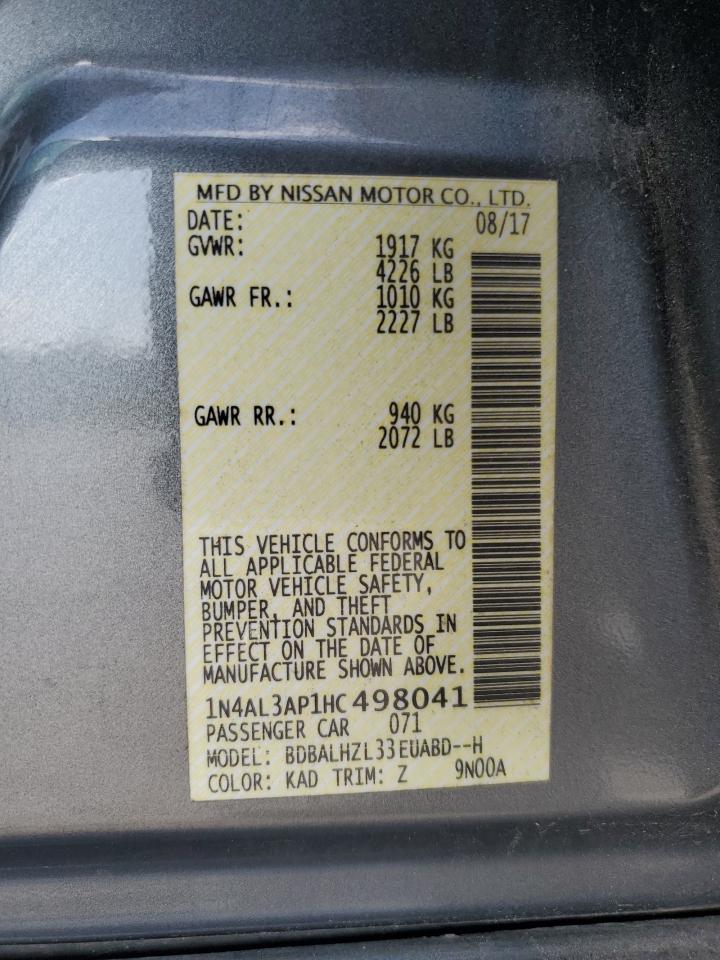 MFD BY NISSAN MOTOR CO., LTD.
DATE: 08/17
GVWR: 1917 KG
4226 LB
GAWR FR.: 1010 KG
2227 LB
GAWR RR.: 940 KG
2072 LB
THIS VEHICLE CONFORMS TO
ALL APPLICABLE FEDERAL
MOTOR VEHICLE SAFETY,
BUMPER, AND THEFT
PREVENTION STANDARDS IN
EFFECT ON THE DATE OF
MANUFACTURE SHOWN ABOVE.
1N4AL3AP1HC498041
PASSENGER CAR 071
MODEL: BDBALHZL33EUABD--H
COLOR: KAD TRIM: Z 9N00A